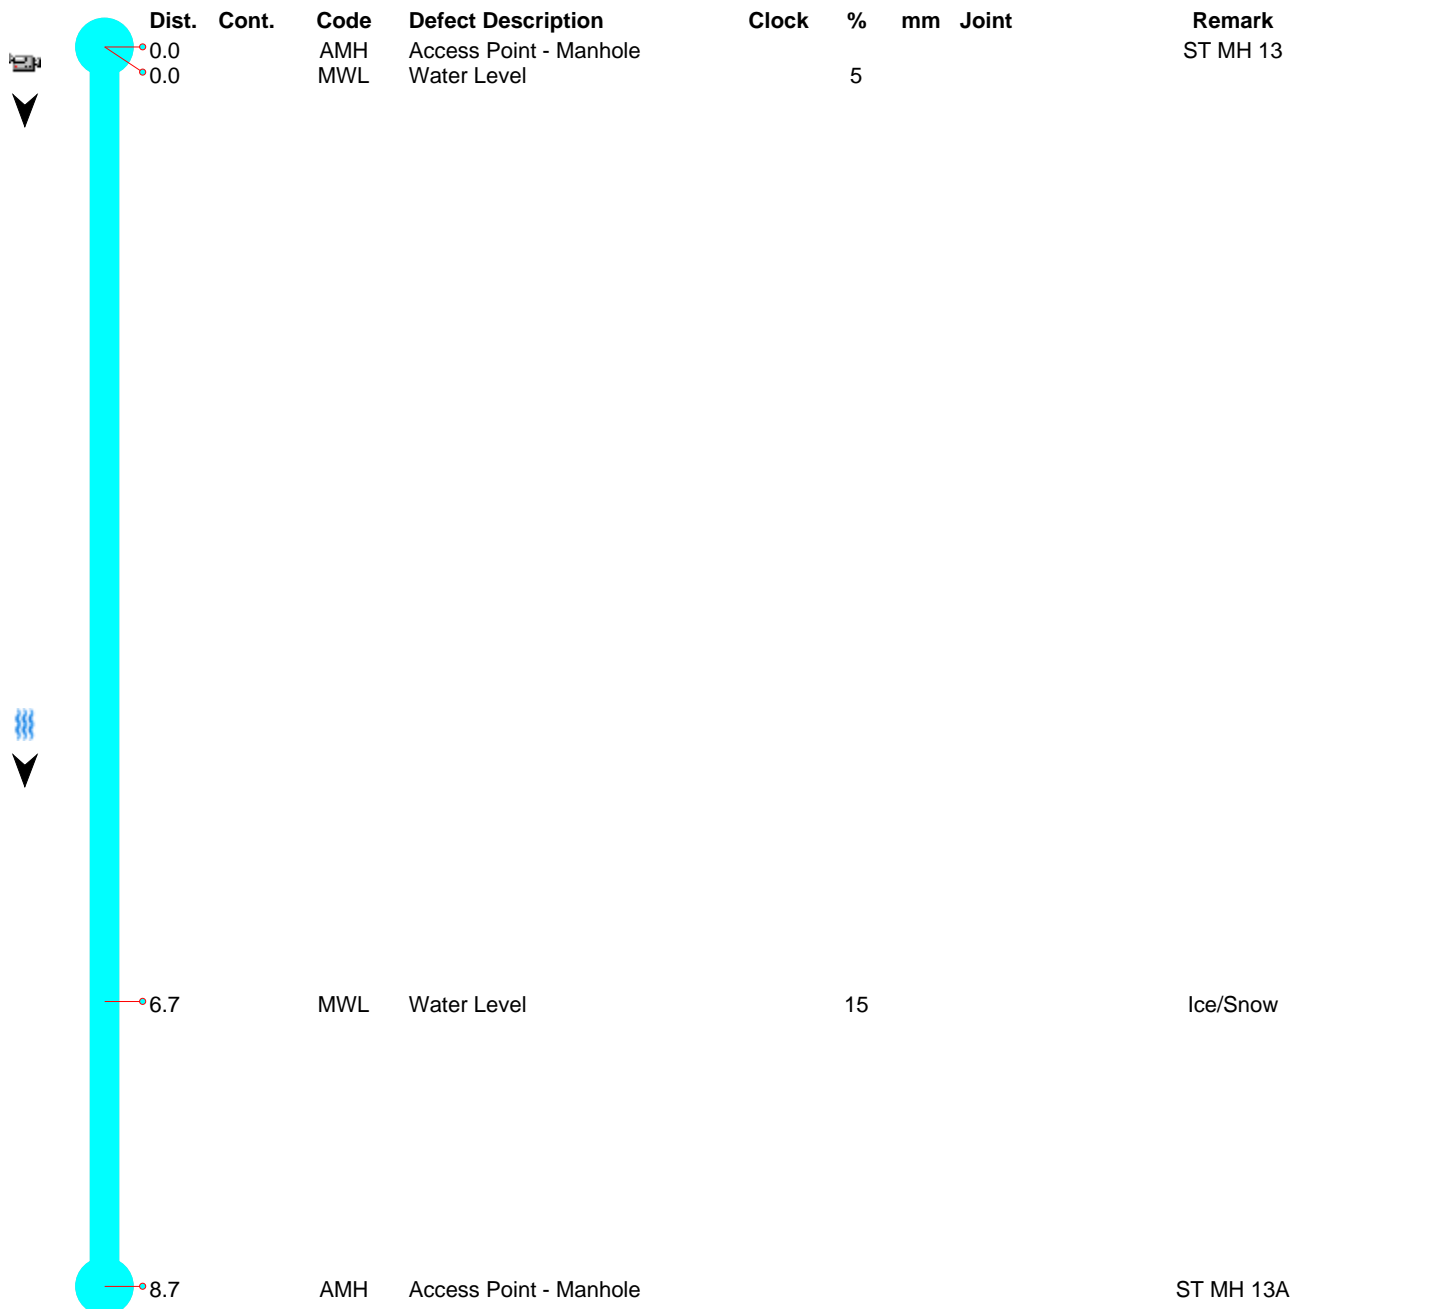 Dist. Cont. Code Defect Description Clock % mm Joint Remark
0.0 AMH Access Point - Manhole ST MH 13
0.0 MWL Water Level 5
6.7 MWL Water Level 15 Ice/Snow
8.7 AMH Access Point - Manhole ST MH 13A